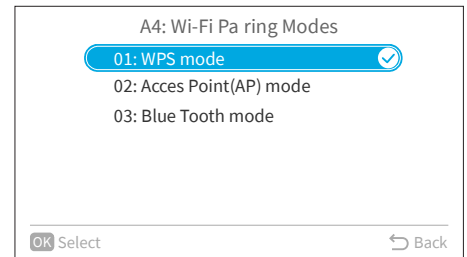 A4: Wi-Fi Pa ring Modes
01: WPS mode
02: Acces Point(AP) mode
03: Blue Tooth mode
OK Select
Back